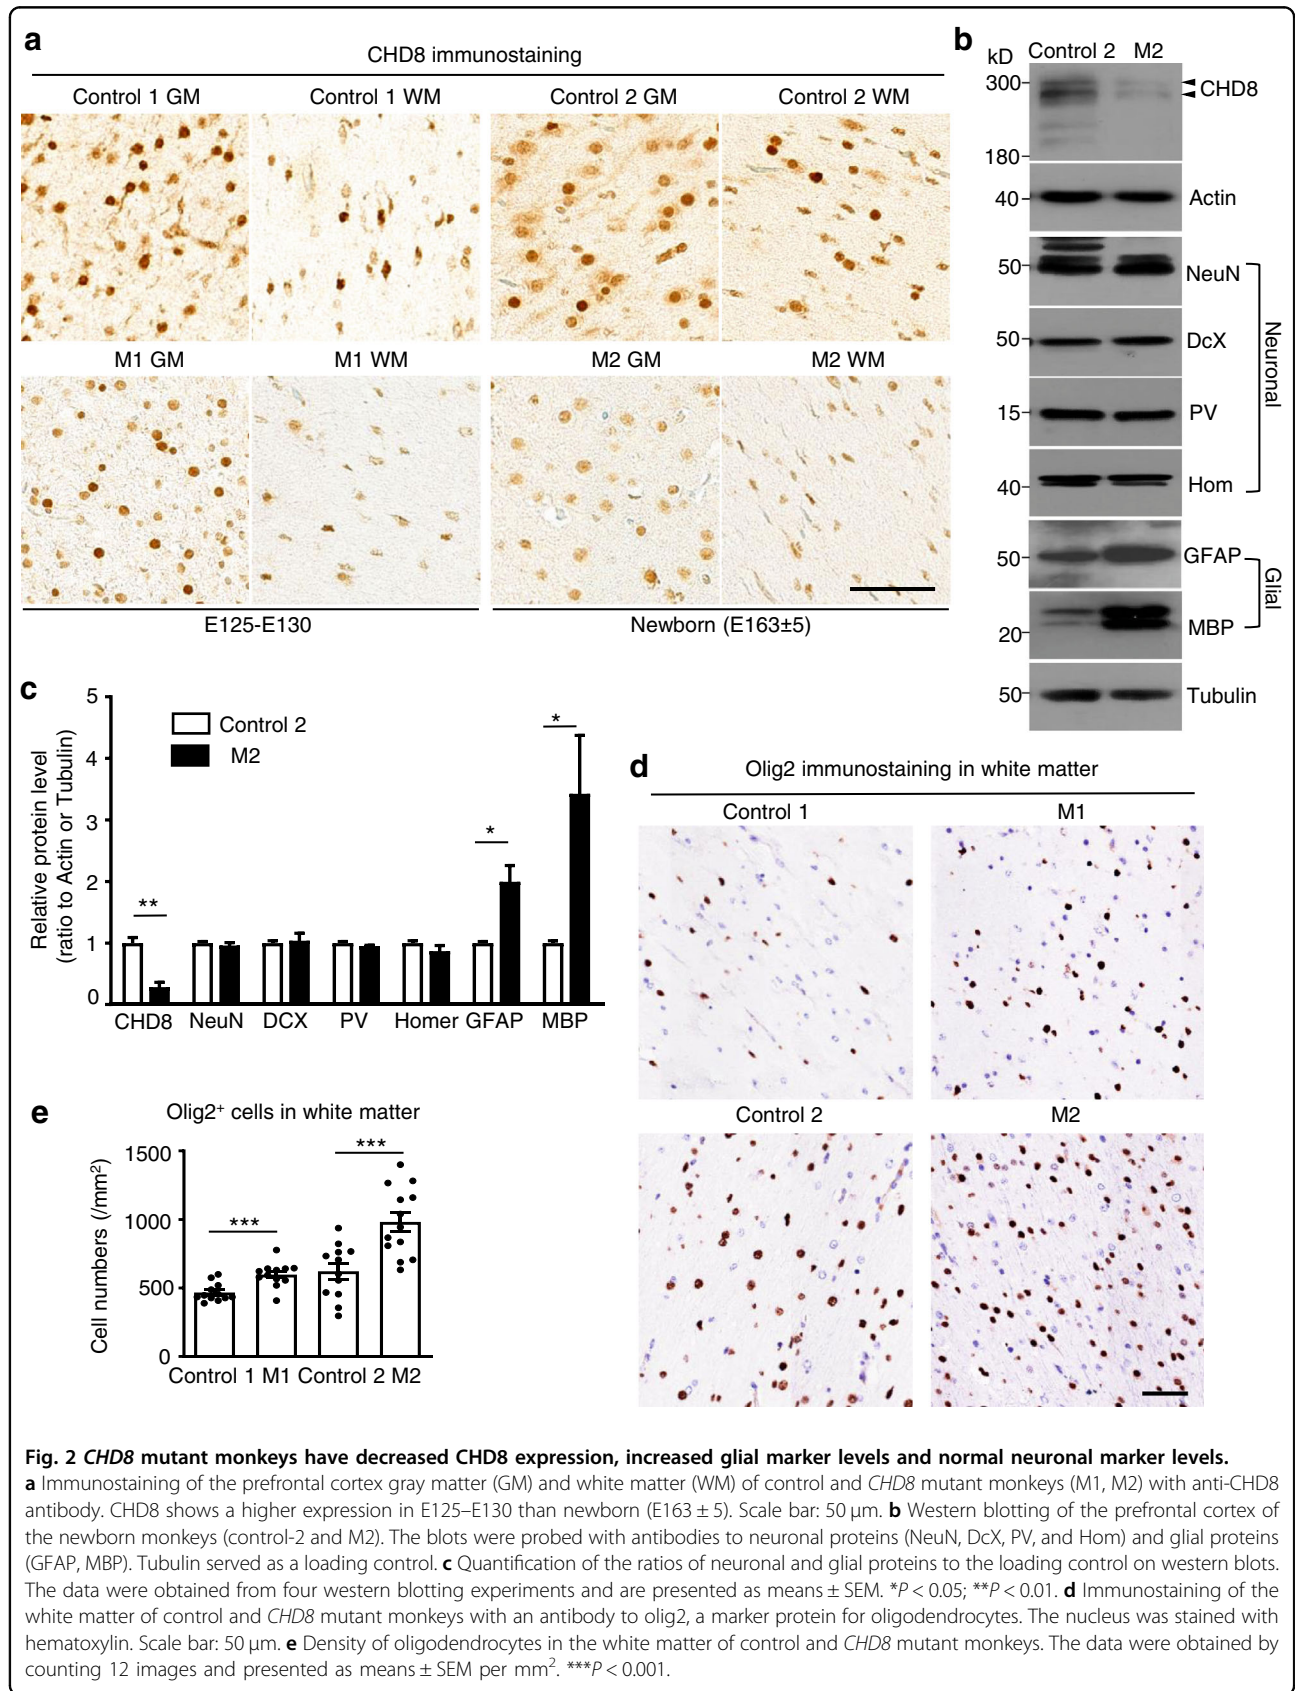 a
CHD8 immunostaining
Control 1 GM
Control 1 WM
Control 2 GM
Control 2 WM
M1 GM
M1 WM
M2 GM
M2 WM
E125-E130
Newborn (E163±5)
b
kD
Control 2
M2
300
CHD8
180
40
Actin
50
NeuN
50
DcX
15
PV
40
Hom
Neuronal
50
GFAP
20
MBP
Glial
50
Tubulin
c
Relative protein level
(ratio to Actin or Tubulin)
5
4
3
2
1
0
Control 2
M2
**
*
*
CHD8
NeuN
DCX
PV
Homer
GFAP
MBP
d
Olig2 immunostaining in white matter
Control 1
M1
Control 2
M2
e
Olig2⁺ cells in white matter
Cell numbers (/mm²)
1500
1000
500
0
***
***
Control 1 M1 Control 2 M2
Fig. 2 CHD8 mutant monkeys have decreased CHD8 expression, increased glial marker levels and normal neuronal marker levels.
a Immunostaining of the prefrontal cortex gray matter (GM) and white matter (WM) of control and CHD8 mutant monkeys (M1, M2) with anti-CHD8
antibody. CHD8 shows a higher expression in E125–E130 than newborn (E163 ± 5). Scale bar: 50 μm. b Western blotting of the prefrontal cortex of
the newborn monkeys (control-2 and M2). The blots were probed with antibodies to neuronal proteins (NeuN, DcX, PV, and Hom) and glial proteins
(GFAP, MBP). Tubulin served as a loading control. c Quantification of the ratios of neuronal and glial proteins to the loading control on western blots.
The data were obtained from four western blotting experiments and are presented as means ± SEM. *P < 0.05; **P < 0.01. d Immunostaining of the
white matter of control and CHD8 mutant monkeys with an antibody to olig2, a marker protein for oligodendrocytes. The nucleus was stained with
hematoxylin. Scale bar: 50 μm. e Density of oligodendrocytes in the white matter of control and CHD8 mutant monkeys. The data were obtained by
counting 12 images and presented as means ± SEM per mm². ***P < 0.001.